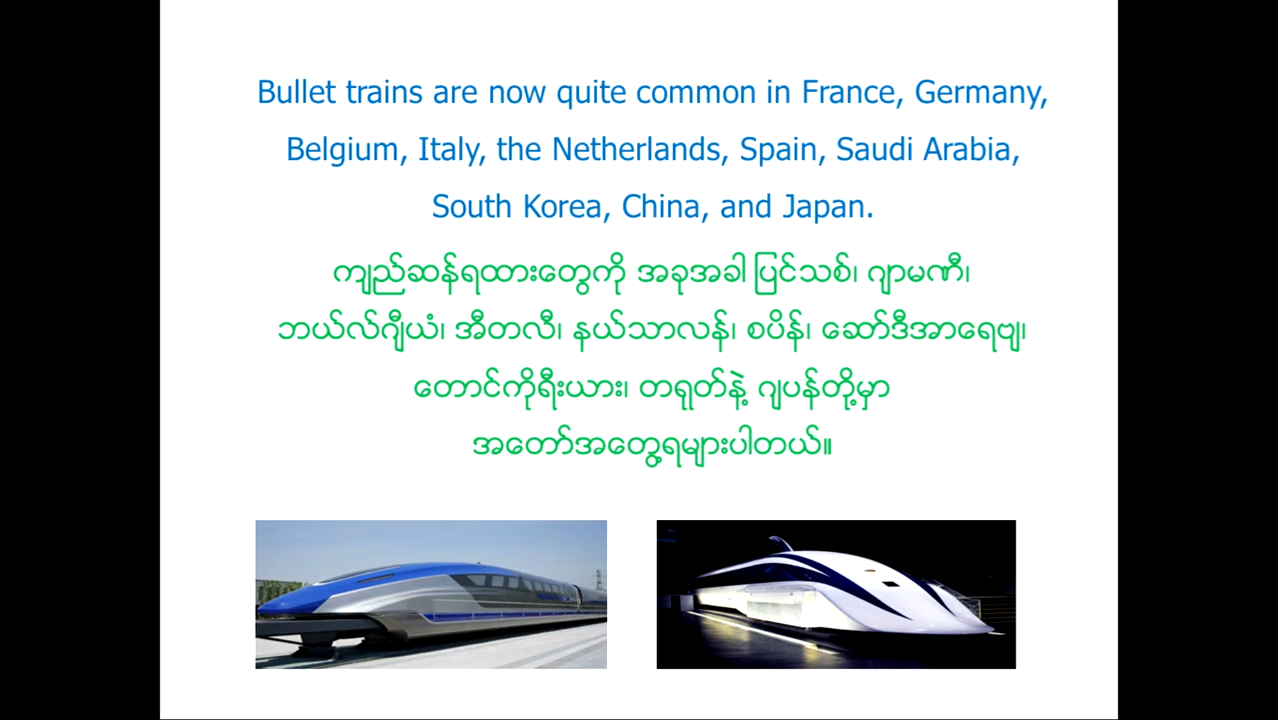 Bullet trains are now quite common in France, Germany,
Belgium, Italy, the Netherlands, Spain, Saudi Arabia,
South Korea, China, and Japan.
ကျည်ဆန်ရထားတွေကို အခုအခါ ပြင်သစ်၊ ဂျာမဏီ၊
ဘယ်လ်ဂျီယံ၊ အီတလီ၊ နယ်သာလန်၊ စပိန်၊ ဆော်ဒီအာရေဗျ၊
တောင်ကိုရီးယား၊ တရုတ်နဲ့ ဂျပန်တို့မှာ
အတော်အတွေ့ရများပါတယ်။